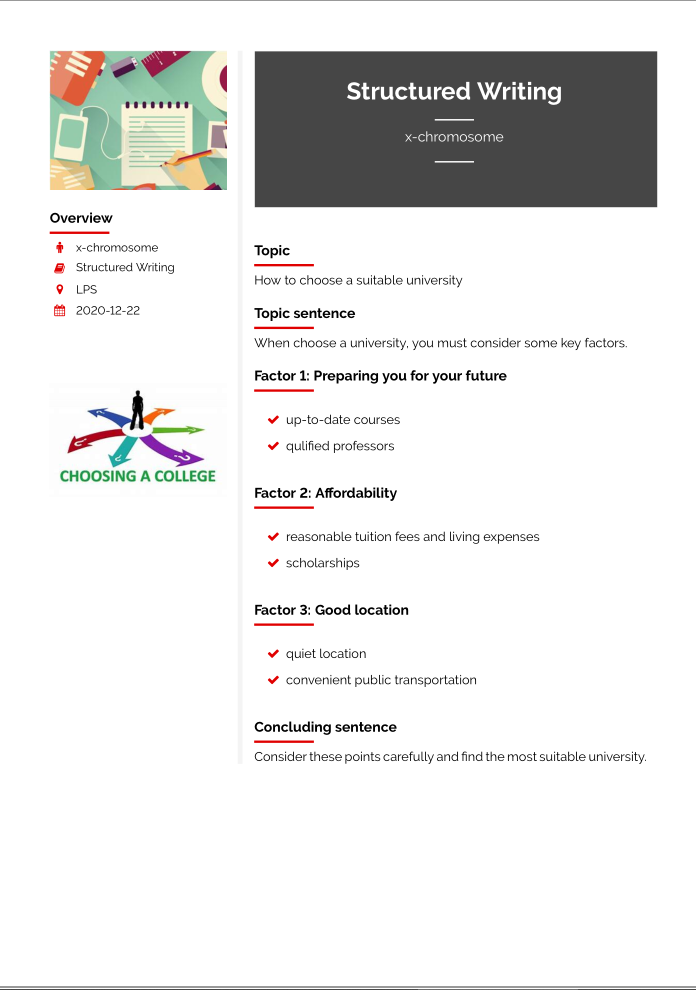 Structured Writing
x-chromosome
Overview
x-chromosome
Structured Writing
LPS
2020-12-22
? ? ? ?
CHOOSING A COLLEGE
Topic
How to choose a suitable university
Topic sentence
When choose a university, you must consider some key factors.
Factor 1: Preparing you for your future
up-to-date courses
qulified professors
Factor 2: Affordability
reasonable tuition fees and living expenses
scholarships
Factor 3: Good location
quiet location
convenient public transportation
Concluding sentence
Consider these points carefully and find the most suitable university.